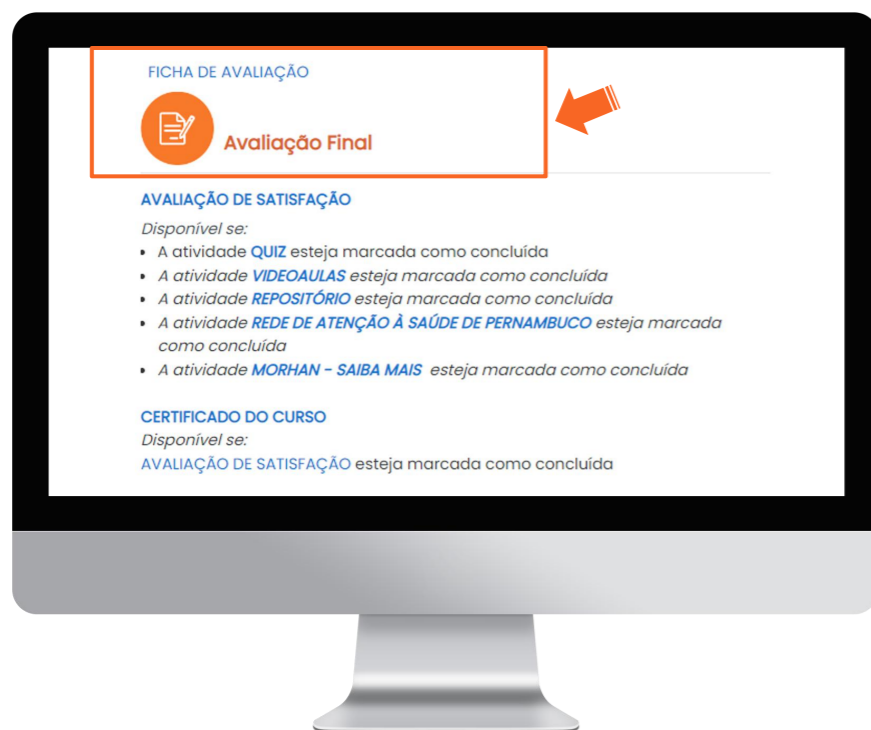 FICHA DE AVALIAÇÃO
Avaliação Final
AVALIAÇÃO DE SATISFAÇÃO
Disponível se:
• A atividade QUIZ esteja marcada como concluída
• A atividade VIDEOAULAS esteja marcada como concluída
• A atividade REPOSITÓRIO esteja marcada como concluída
• A atividade REDE DE ATENÇÃO À SAÚDE DE PERNAMBUCO esteja marcada
como concluída
• A atividade MORHAN - SAIBA MAIS esteja marcada como concluída
CERTIFICADO DO CURSO
Disponível se:
AVALIAÇÃO DE SATISFAÇÃO esteja marcada como concluída